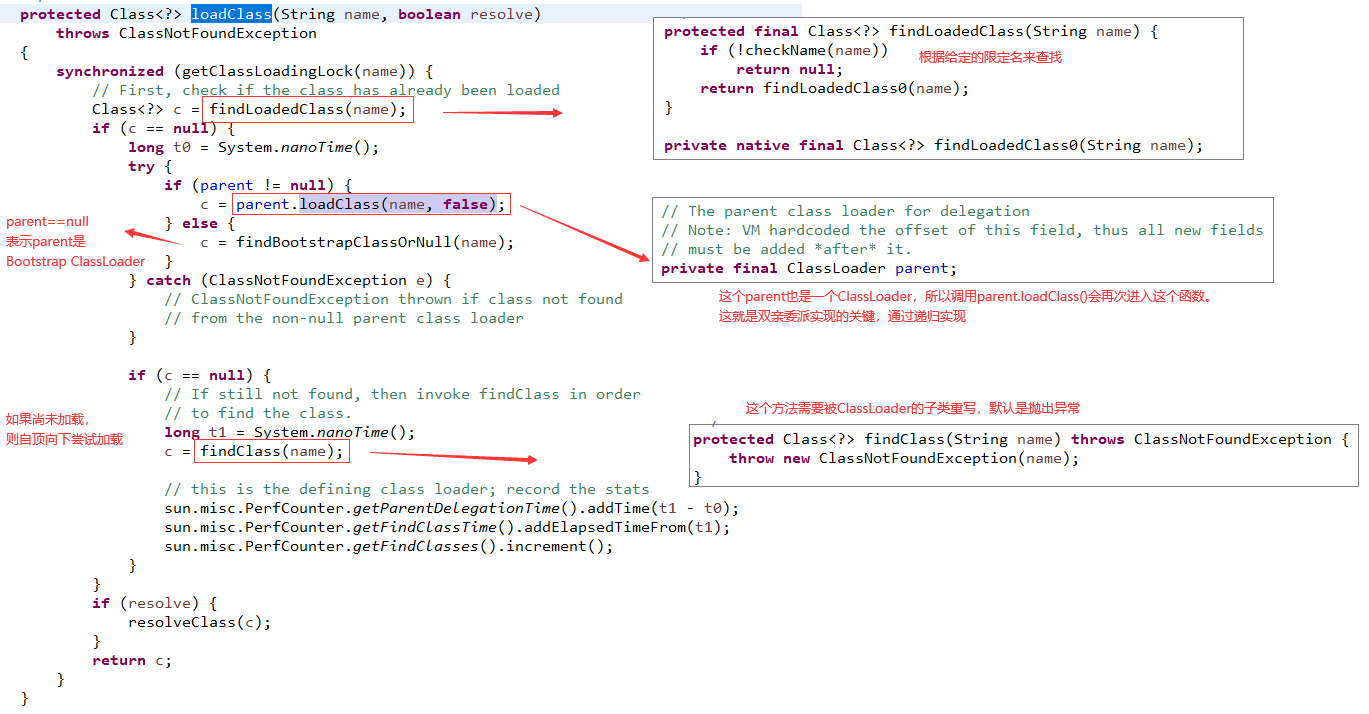 protected Class<?> loadClass(String name, boolean resolve)
    throws ClassNotFoundException
{
    synchronized (getClassLoadingLock(name)) {
        // First, check if the class has already been loaded
        Class<?> c = findLoadedClass(name);
        if (c == null) {
            long t0 = System.nanoTime();
            try {
                if (parent != null) {
                    c = parent.loadClass(name, false);
                } else {
                    c = findBootstrapClassOrNull(name);
                }
            } catch (ClassNotFoundException e) {
                // ClassNotFoundException thrown if class not found
                // from the non-null parent class loader
            }

            if (c == null) {
                // If still not found, then invoke findClass in order
                // to find the class.
                long t1 = System.nanoTime();
                c = findClass(name);

                // this is the defining class loader; record the stats
                sun.misc.PerfCounter.getParentDelegationTime().addTime(t1 - t0);
                sun.misc.PerfCounter.getFindClassTime().addElapsedTimeFrom(t1);
                sun.misc.PerfCounter.getFindClasses().increment();
            }
        }
        if (resolve) {
            resolveClass(c);
        }
        return c;
    }
}
parent==null
表示parent是
Bootstrap ClassLoader
如果尚未加载，
则自顶向下尝试加载
protected final Class<?> findLoadedClass(String name) {
    if (!checkName(name))
        return null;
    return findLoadedClass0(name);
}

private native final Class<?> findLoadedClass0(String name);
根据给定的限定名来查找
// The parent class loader for delegation
// Note: VM hardcoded the offset of this field, thus all new fields
// must be added *after* it.
private final ClassLoader parent;
这个parent也是一个ClassLoader，所以调用parent.loadClass()会再次进入这个函数。
这就是双亲委派实现的关键，通过递归实现
这个方法需要被ClassLoader的子类重写，默认是抛出异常
protected Class<?> findClass(String name) throws ClassNotFoundException {
    throw new ClassNotFoundException(name);
}